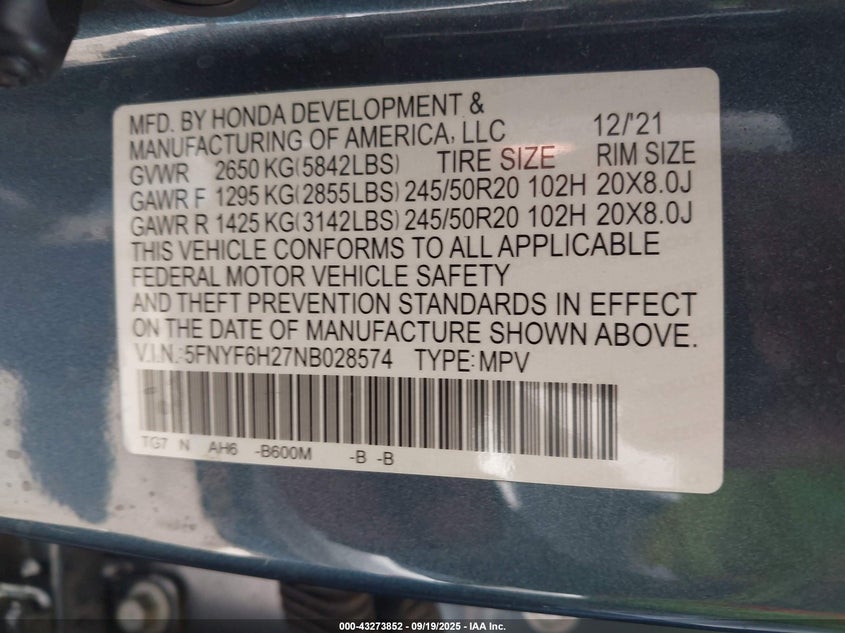 MFD. BY HONDA DEVELOPMENT &
MANUFACTURING OF AMERICA, LLC 12/'21
GVWR 2650 KG(5842LBS) TIRE SIZE RIM SIZE
GAWR F 1295 KG(2855LBS) 245/50R20 102H 20X8.0J
GAWR R 1425 KG(3142LBS) 245/50R20 102H 20X8.0J
THIS VEHICLE CONFORMS TO ALL APPLICABLE
FEDERAL MOTOR VEHICLE SAFETY
AND THEFT PREVENTION STANDARDS IN EFFECT
ON THE DATE OF MANUFACTURE SHOWN ABOVE.
V.I.N.: 5FNYF6H27NB028574 TYPE: MPV
TG7 N AH6 -B600M -B -B
000-43273852 - 09/19/2025 - IAA Inc.